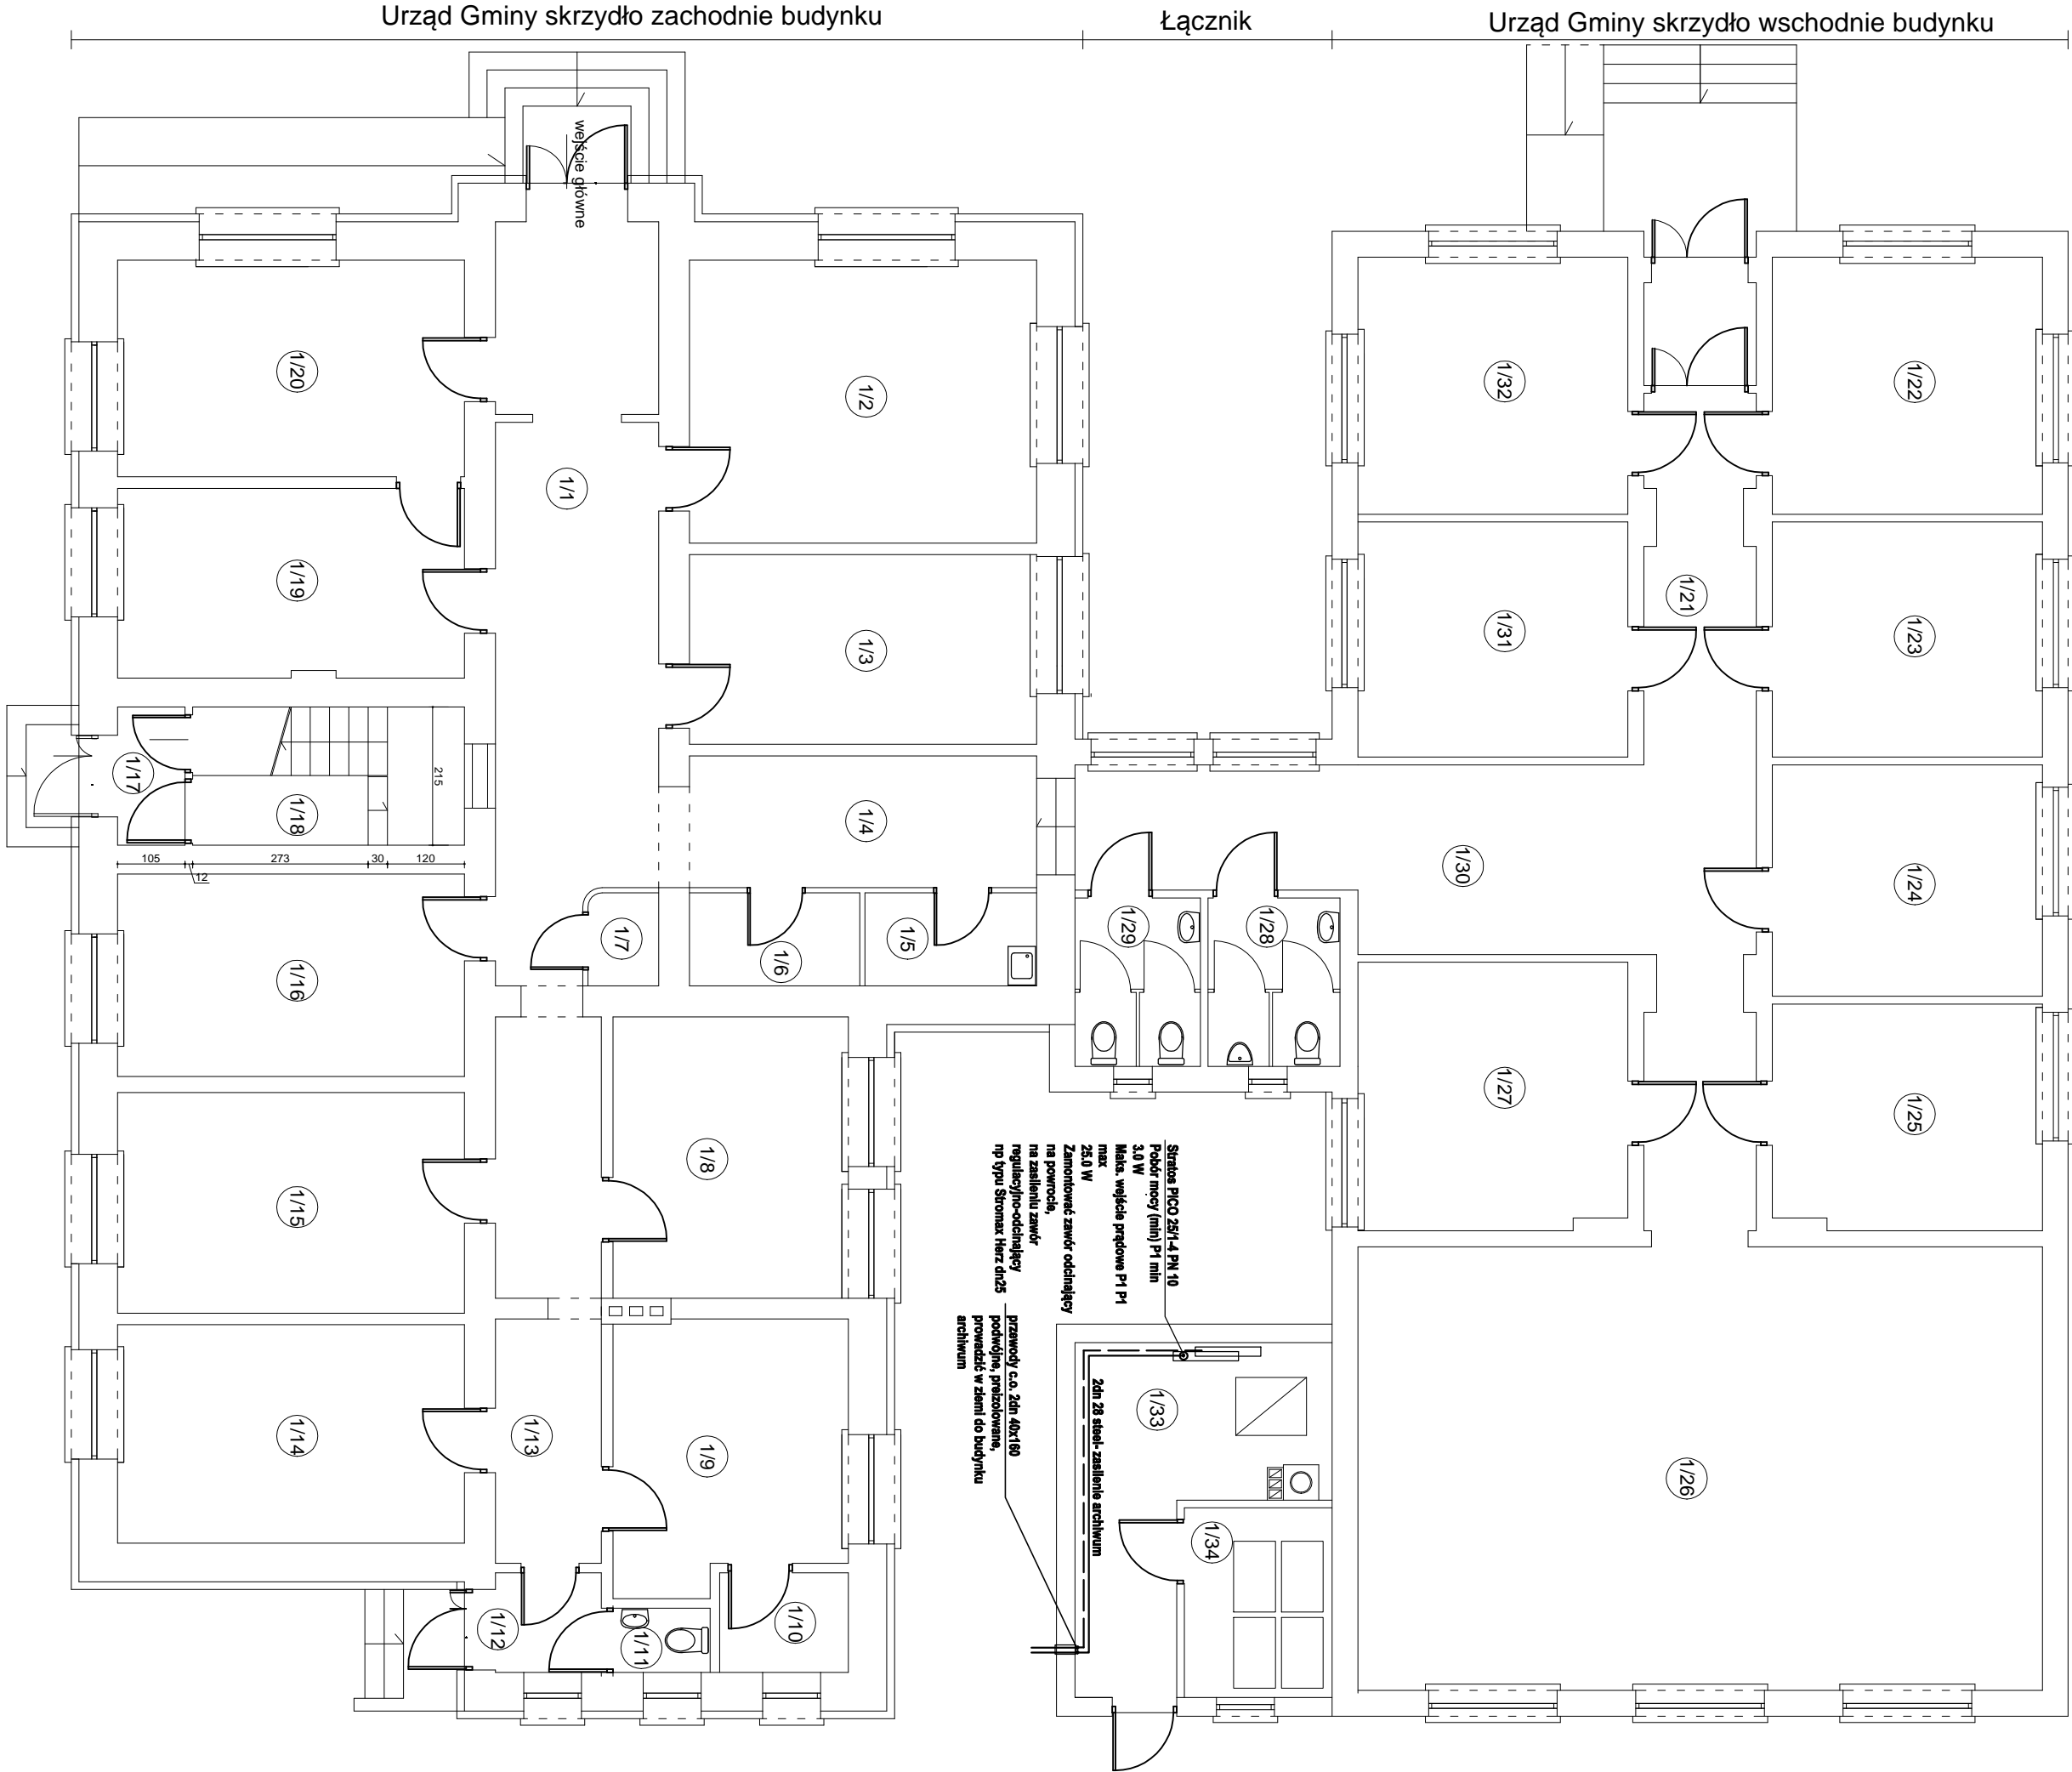 Urząd Gminy skrzydło zachodnie budynku
Łącznik
Urząd Gminy skrzydło wschodnie budynku
wejście główne
1/20
1/2
1/32
1/22
1/1
1/19
1/3
1/31
1/21
1/23
1/17
215
1/18
1/4
105
273
30
120
12
1/30
1/24
1/16
1/7
1/6
1/5
1/29
1/28
1/27
1/25
1/15
1/8
Stratos PICO 25/1-4 PN 10
Pobór mocy (min) P1 min
3.0 W
Maks. wejście prądowe P1 P1
max
25.0 W
Zamontować zawór odcinający
na powrocie,
na zasileniu zawór
regulacyjno-odcinający
np typu Stromax Herz dn25
przewody c.o. 2dn 40x160
podwójne, preizolowane,
prowadzić w ziemi do budynku
archiwum
2dn 28 steel- zasilenie archiwum
1/14
1/13
1/9
1/33
1/26
1/34
1/12
1/11
1/10